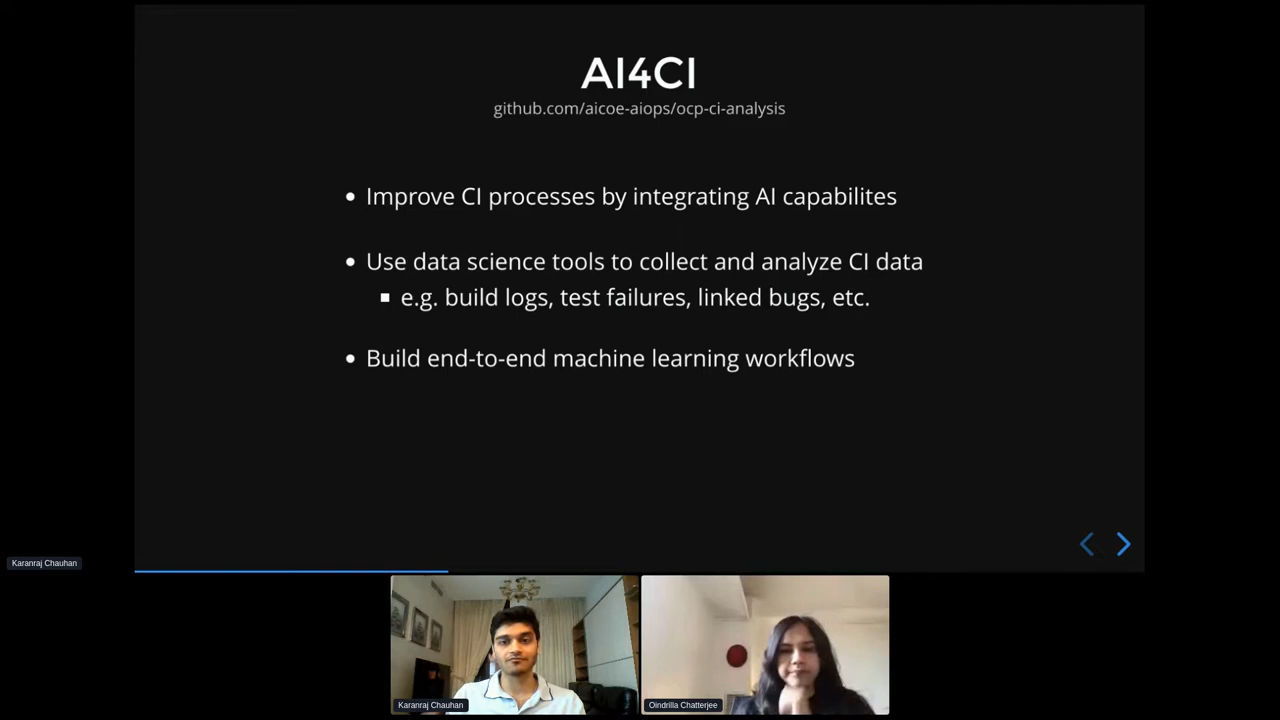 AI4CI
github.com/aicoe-aiops/ocp-ci-analysis
Improve CI processes by integrating AI capabilites
Use data science tools to collect and analyze CI data
e.g. build logs, test failures, linked bugs, etc.
Build end-to-end machine learning workflows
Karanraj Chauhan
Karanraj Chauhan
Oindrilla Chatterjee